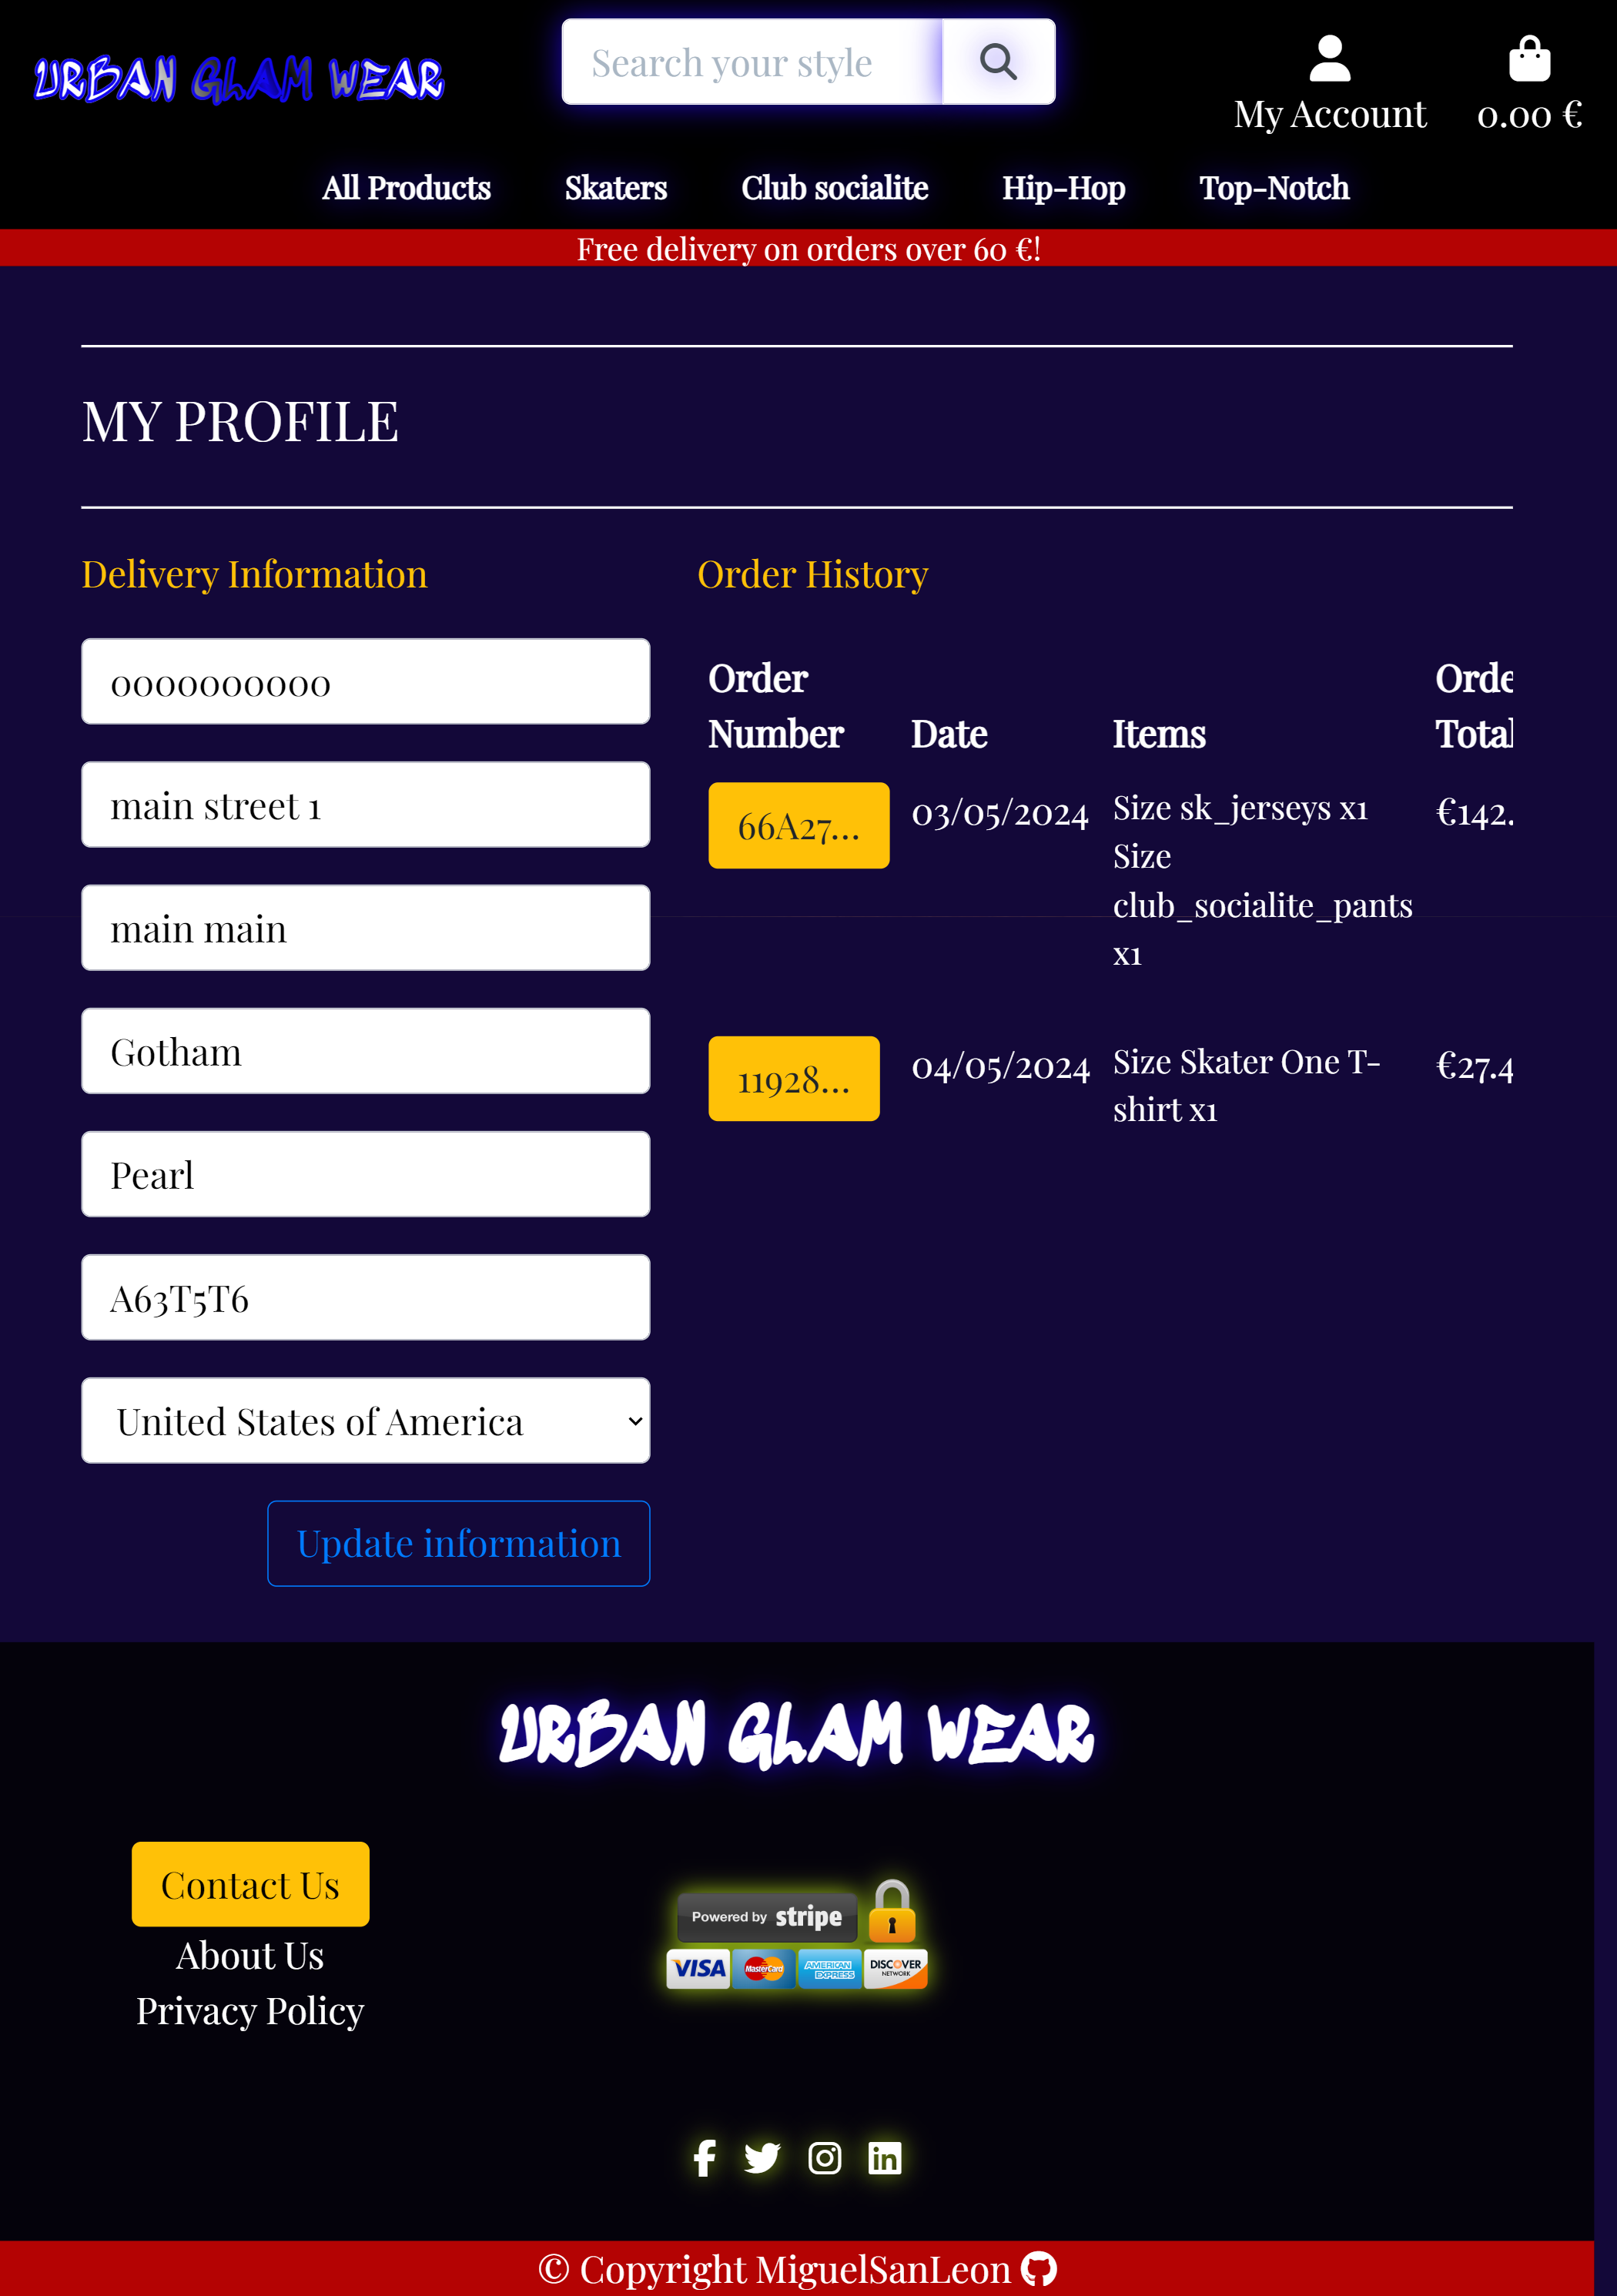 URBAN GLAM WEAR
Search your style
My Account
0.00 €
All Products
Skaters
Club socialite
Hip-Hop
Top-Notch
Free delivery on orders over 60 €!
MY PROFILE
Delivery Information
0000000000
main street 1
main main
Gotham
Pearl
A63T5T6
United States of America
Update information
Order History
Order
Number
Date
Items
Orde
Total
66A27...
03/05/2024
Size sk_jerseys x1
Size
club_socialite_pants
x1
€142.
11928...
04/05/2024
Size Skater One T-
shirt x1
€27.4
URBAN GLAM WEAR
Contact Us
About Us
Privacy Policy
Powered by stripe
VISA
MasterCard
AMERICAN
EXPRESS
DISCOVER
NETWORK
© Copyright MiguelSanLeon